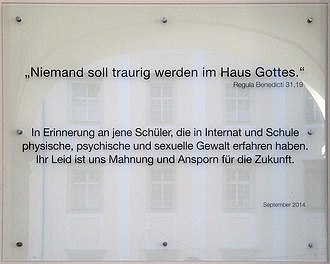 „Niemand soll traurig werden im Haus Gottes.“
Regula Benedicti 31,19
In Erinnerung an jene Schüler, die in Internat und Schule
physische, psychische und sexuelle Gewalt erfahren haben.
Ihr Leid ist uns Mahnung und Ansporn für die Zukunft.
September 2014